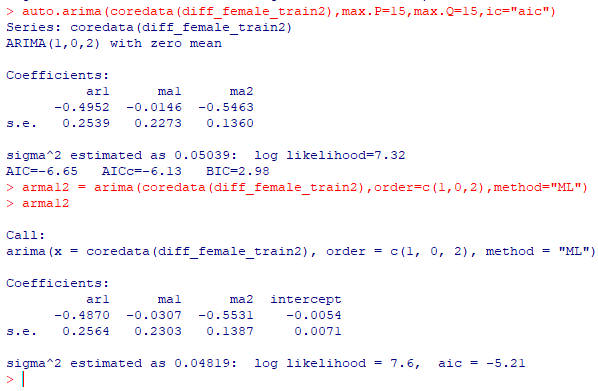 > auto.arima(coredata(diff_female_train2),max.P=15,max.Q=15,ic="aic")
Series: coredata(diff_female_train2)
ARIMA(1,0,2) with zero mean
Coefficients:
ar1 ma1 ma2
-0.4952 -0.0146 -0.5463
s.e. 0.2539 0.2273 0.1360
sigma^2 estimated as 0.05039: log likelihood=7.32
AIC=-6.65 AICc=-6.13 BIC=2.98
> arma12 = arima(coredata(diff_female_train2),order=c(1,0,2),method="ML")
> arma12
Call:
arima(x = coredata(diff_female_train2), order = c(1, 0, 2), method = "ML")
Coefficients:
ar1 ma1 ma2 intercept
-0.4870 -0.0307 -0.5531 -0.0054
s.e. 0.2564 0.2303 0.1387 0.0071
sigma^2 estimated as 0.04819: log likelihood = 7.6, aic = -5.21
>